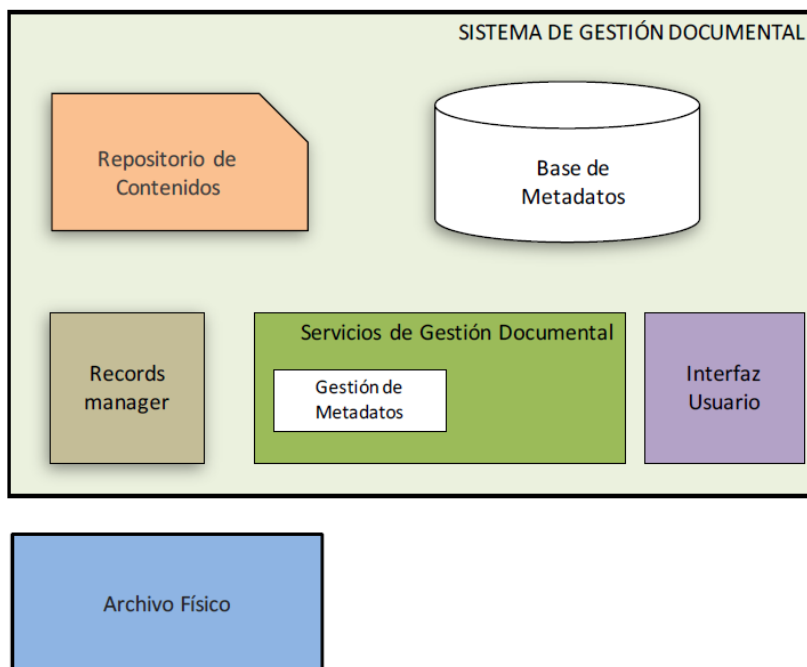 SISTEMA DE GESTIÓN DOCUMENTAL
Repositorio de
Contenidos
Base de
Metadatos
Records
manager
Servicios de Gestión Documental
Gestión de
Metadatos
Interfaz
Usuario
Archivo Físico